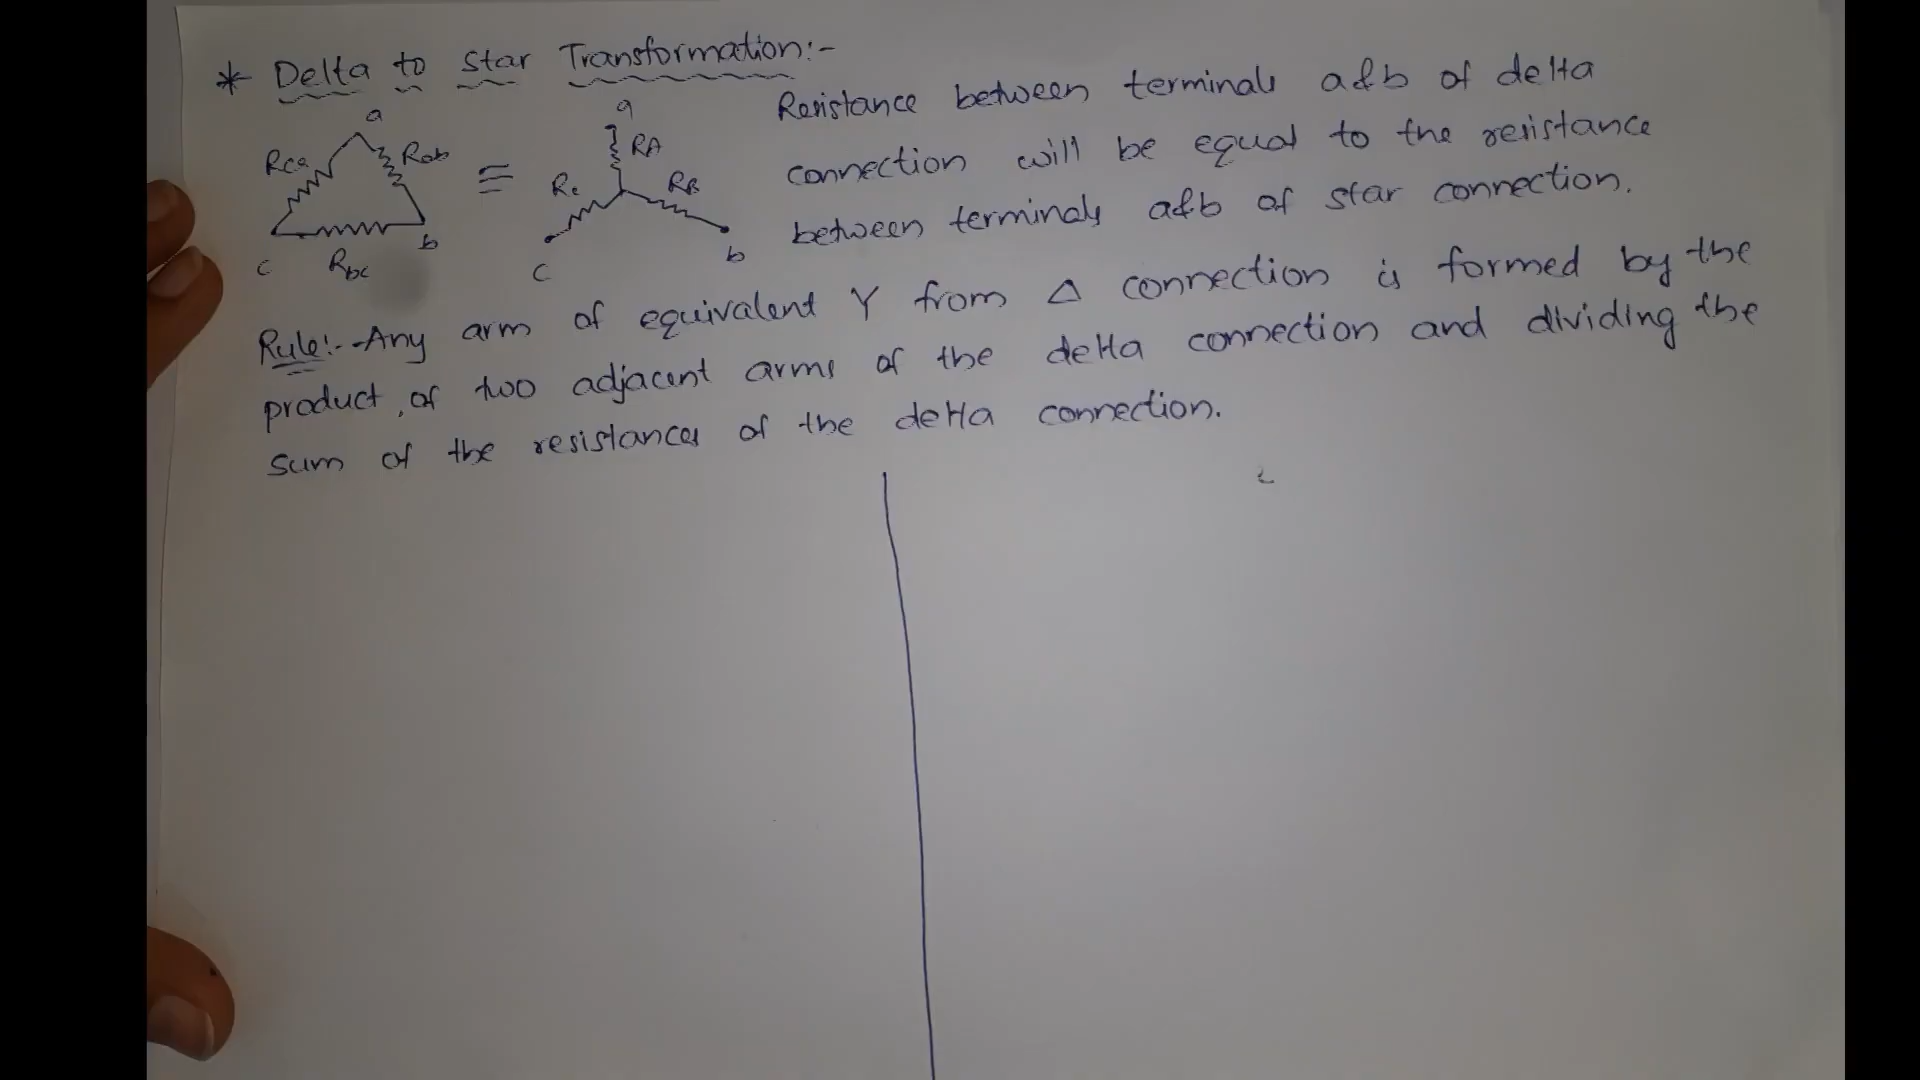 * Delta to Star Transformation:-
a
Rca
Rab
c
Rbc
b
=
a
RA
Rc
RB
c
b
Resistance between terminals a&b of delta
connection will be equal to the resistance
between terminals a&b of star connection.
Rule:- Any arm of equivalent Y from Δ connection is formed by the
product of two adjacent arms of the delta connection and dividing the
sum of the resistances of the delta connection.